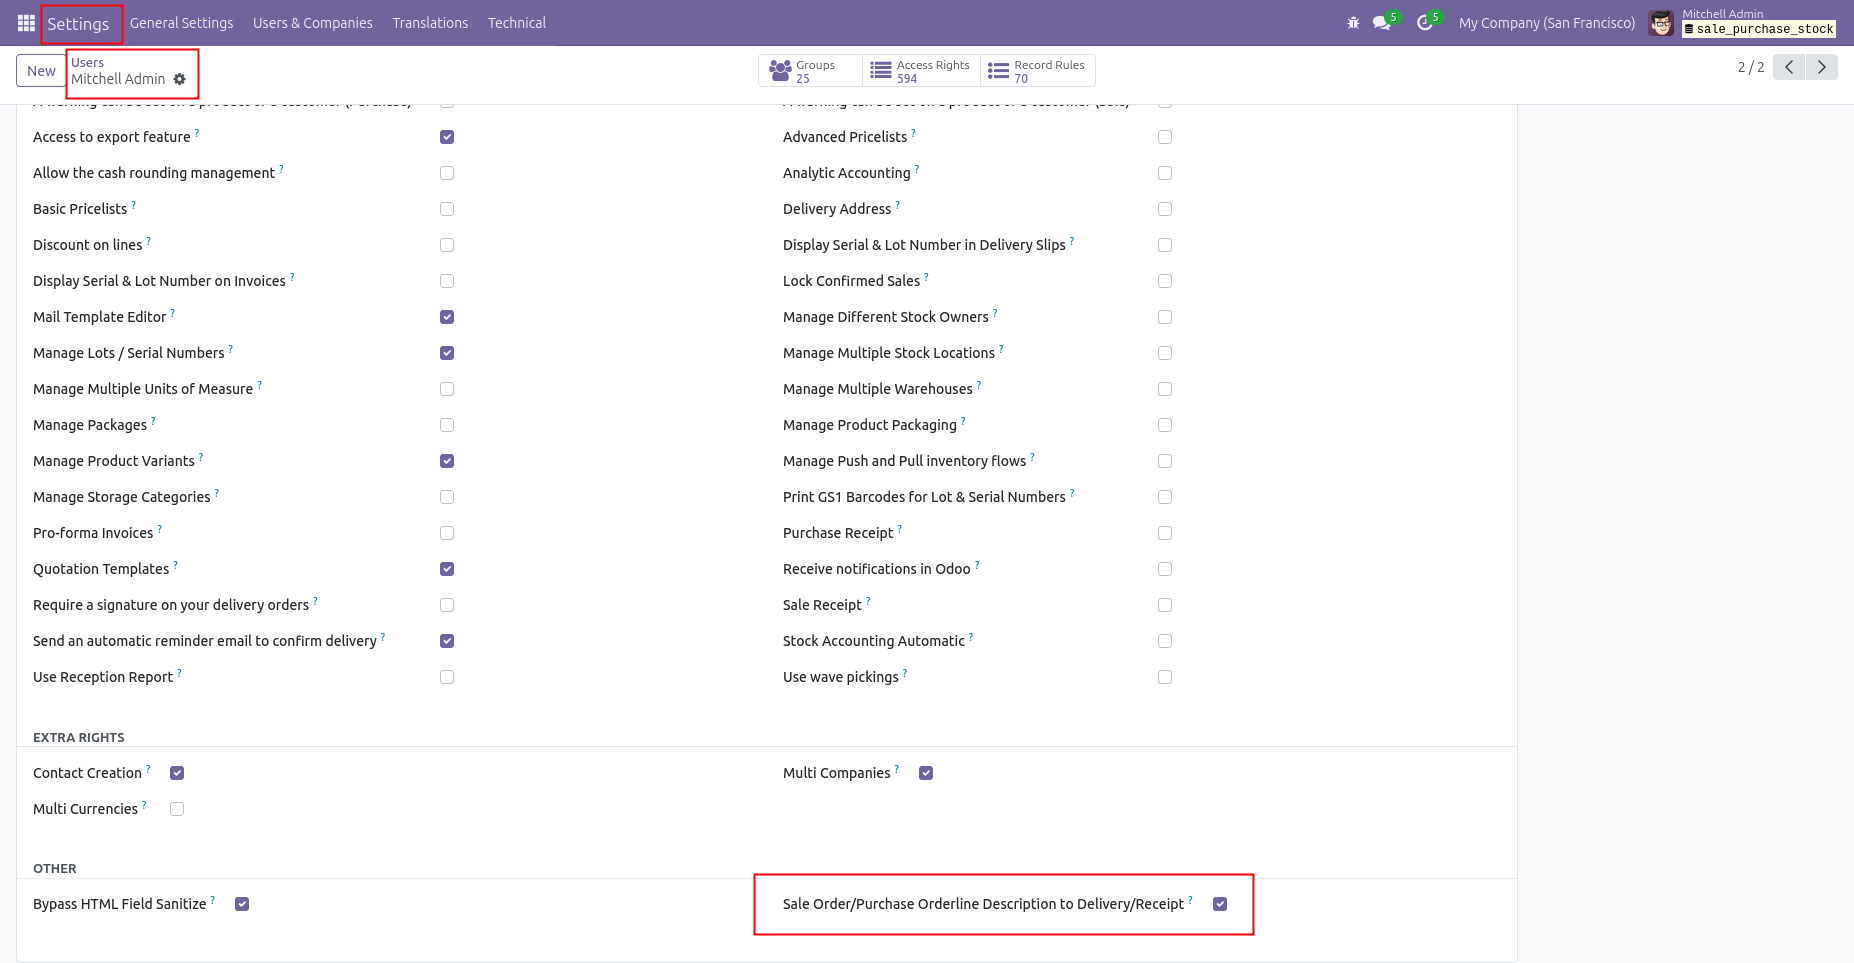 Settings General Settings Users & Companies Translations Technical 5 5 My Company (San Francisco) Mitchell Admin
sale_purchase_stock
New Users
Mitchell Admin
Groups 25 Access Rights 594 Record Rules 70
2 / 2
Access to export feature ? Advanced Pricelists ?
Allow the cash rounding management ? Analytic Accounting ?
Basic Pricelists ? Delivery Address ?
Discount on lines ? Display Serial & Lot Number in Delivery Slips ?
Display Serial & Lot Number on Invoices ? Lock Confirmed Sales ?
Mail Template Editor ? Manage Different Stock Owners ?
Manage Lots / Serial Numbers ? Manage Multiple Stock Locations ?
Manage Multiple Units of Measure ? Manage Multiple Warehouses ?
Manage Packages ? Manage Product Packaging ?
Manage Product Variants ? Manage Push and Pull inventory flows ?
Manage Storage Categories ? Print GS1 Barcodes for Lot & Serial Numbers ?
Pro-forma Invoices ? Purchase Receipt ?
Quotation Templates ? Receive notifications in Odoo ?
Require a signature on your delivery orders ? Sale Receipt ?
Send an automatic reminder email to confirm delivery ? Stock Accounting Automatic ?
Use Reception Report ? Use wave pickings ?
EXTRA RIGHTS
Contact Creation ? Multi Companies ?
Multi Currencies ?
OTHER
Bypass HTML Field Sanitize ? Sale Order/Purchase Orderline Description to Delivery/Receipt ?